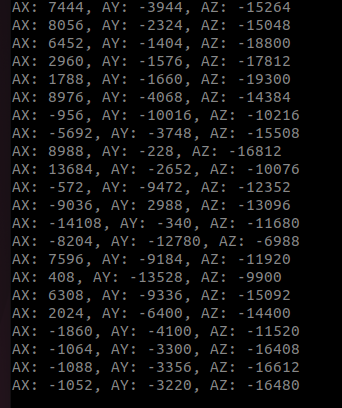 AX: 7444, AY: -3944, AZ: -15264
AX: 8056, AY: -2324, AZ: -15048
AX: 6452, AY: -1404, AZ: -18800
AX: 2960, AY: -1576, AZ: -17812
AX: 1788, AY: -1660, AZ: -19300
AX: 8976, AY: -4068, AZ: -14384
AX: -956, AY: -10016, AZ: -10216
AX: -5692, AY: -3748, AZ: -15508
AX: 8988, AY: -228, AZ: -16812
AX: 13684, AY: -2652, AZ: -10076
AX: -572, AY: -9472, AZ: -12352
AX: -9036, AY: 2988, AZ: -13096
AX: -14108, AY: -340, AZ: -11680
AX: -8204, AY: -12780, AZ: -6988
AX: 7596, AY: -9184, AZ: -11920
AX: 408, AY: -13528, AZ: -9900
AX: 6308, AY: -9336, AZ: -15092
AX: 2024, AY: -6400, AZ: -14400
AX: -1860, AY: -4100, AZ: -11520
AX: -1064, AY: -3300, AZ: -16408
AX: -1088, AY: -3356, AZ: -16612
AX: -1052, AY: -3220, AZ: -16480